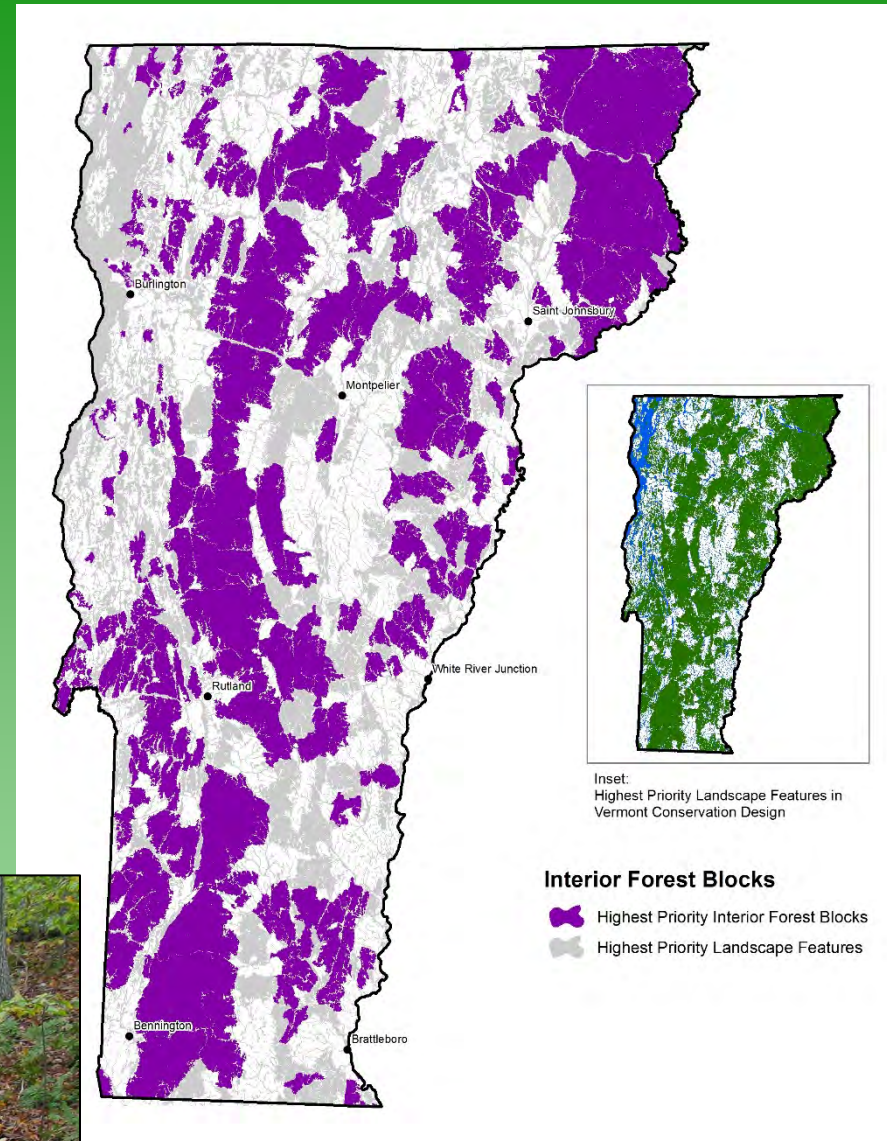 Burlington
Saint Johnsbury
Montpelier
White River Junction
Rutland
Inset:
Highest Priority Landscape Features in
Vermont Conservation Design
Interior Forest Blocks
Highest Priority Interior Forest Blocks
Highest Priority Landscape Features
Bennington
Brattleboro